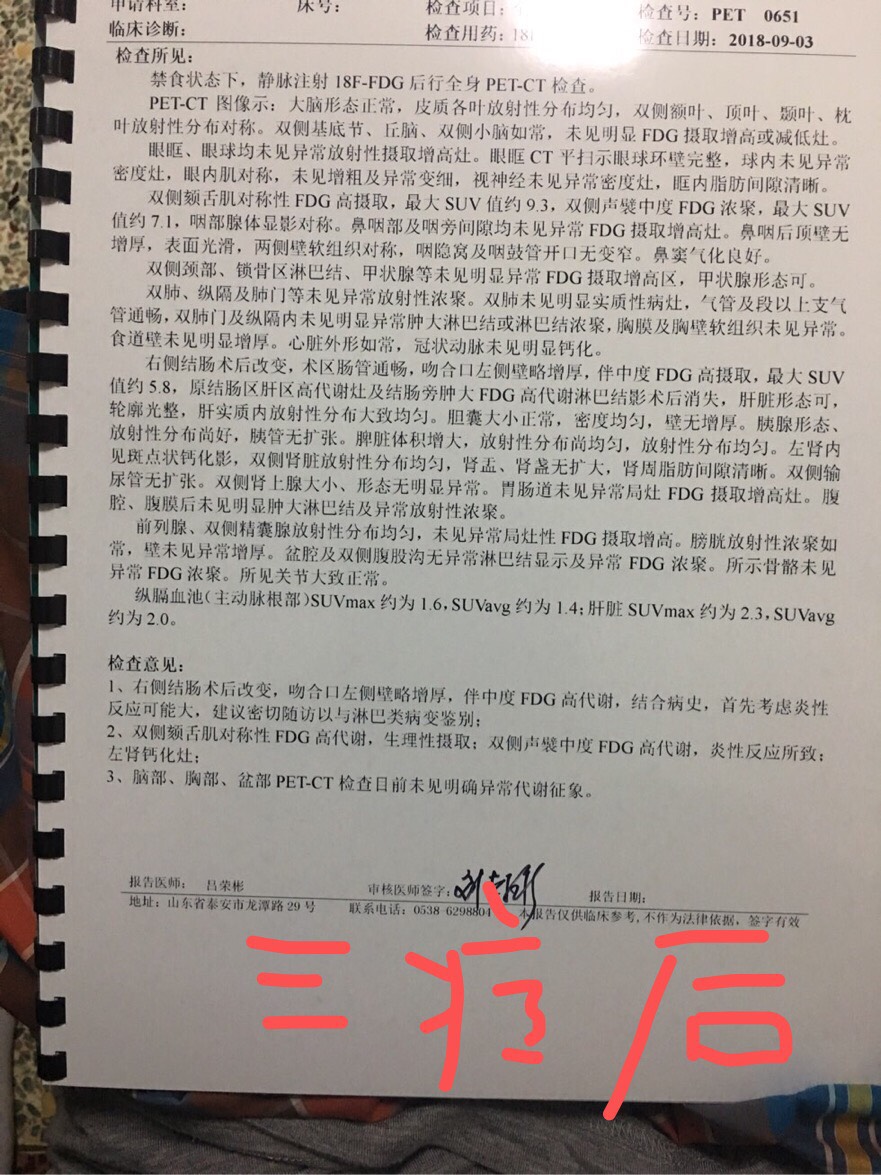 申请科室：　床号：　检查项目：　检查号：PET 0651
临床诊断：　检查用药：18　检查日期：2018-09-03
检查所见：
禁食状态下，静脉注射 18F-FDG 后行全身 PET-CT 检查。
PET-CT 图像示：大脑形态正常，皮质各叶放射性分布均匀，双侧额叶、顶叶、颞叶、枕
叶放射性分布对称。双侧基底节、丘脑、双侧小脑如常，未见明显 FDG 摄取增高或减低灶。
眼眶、眼球均未见异常放射性摄取增高灶。眼眶 CT 平扫示眼球环壁完整，球内未见异常
密度灶，眼内肌对称，未见增粗及异常变细，视神经未见异常密度灶，眶内脂肪间隙清晰。
双侧颏舌肌对称性 FDG 高摄取，最大 SUV 值约 9.3，双侧声襞中度 FDG 浓聚，最大 SUV
值约 7.1，咽部腺体显影对称。鼻咽部及咽旁间隙均未见异常 FDG 摄取增高灶。鼻咽后顶壁无
增厚，表面光滑，两侧壁软组织对称，咽隐窝及咽鼓管开口无变窄。鼻窦气化良好。
双侧颈部、锁骨区淋巴结、甲状腺等未见明显异常 FDG 摄取增高区，甲状腺形态可。
双肺、纵隔及肺门等未见异常放射性浓聚。双肺未见明显实质性病灶，气管及段以上支气
管通畅，双肺门及纵隔内未见明显异常肿大淋巴结或淋巴结浓聚，胸膜及胸壁软组织未见异常。
食道壁未见明显增厚。心脏外形如常，冠状动脉未见明显钙化。
右侧结肠术后改变，术区肠管通畅，吻合口左侧壁略增厚，伴中度 FDG 高摄取，最大 SUV
值约 5.8，原结肠区肝区高代谢灶及结肠旁肿大 FDG 高代谢淋巴结影术后消失，肝脏形态可，
轮廓光整，肝实质内放射性分布大致均匀。胆囊大小正常，密度均匀，壁无增厚。胰腺形态、
放射性分布尚好，胰管无扩张。脾脏体积增大，放射性分布尚均匀，放射性分布均匀。左肾内
见斑点状钙化影，双侧肾脏放射性分布均匀，肾盂、肾盏无扩大，肾周脂肪间隙清晰。双侧输
尿管无扩张。双侧肾上腺大小、形态无明显异常。胃肠道未见异常局灶 FDG 摄取增高灶。腹
腔、腹膜后未见明显肿大淋巴结及异常放射性浓聚。
前列腺、双侧精囊腺放射性分布均匀，未见异常局灶性 FDG 摄取增高。膀胱放射性浓聚如
常，壁未见异常增厚。盆腔及双侧腹股沟无异常淋巴结显示及异常 FDG 浓聚。所示骨骼未见
异常 FDG 浓聚。所见关节大致正常。
纵膈血池（主动脉根部）SUVmax 约为 1.6，SUVavg 约为 1.4；肝脏 SUVmax 约为 2.3，SUVavg
约为 2.0。
检查意见：
1、右侧结肠术后改变，吻合口左侧壁略增厚，伴中度 FDG 高代谢，结合病史，首先考虑炎性
反应可能大，建议密切随访以与淋巴类病变鉴别；
2、双侧颏舌肌对称性 FDG 高代谢，生理性摄取；双侧声襞中度 FDG 高代谢，炎性反应所致；
左肾钙化灶；
3、脑部、胸部、盆部 PET-CT 检查目前未见明确异常代谢征象。
报告医师：吕荣彬　审核医师签字：　报告日期：
地址：山东省泰安市龙潭路 29 号　联系电话：0538-6298804　本报告仅供临床参考，不作为法律依据，签字有效
三疗后